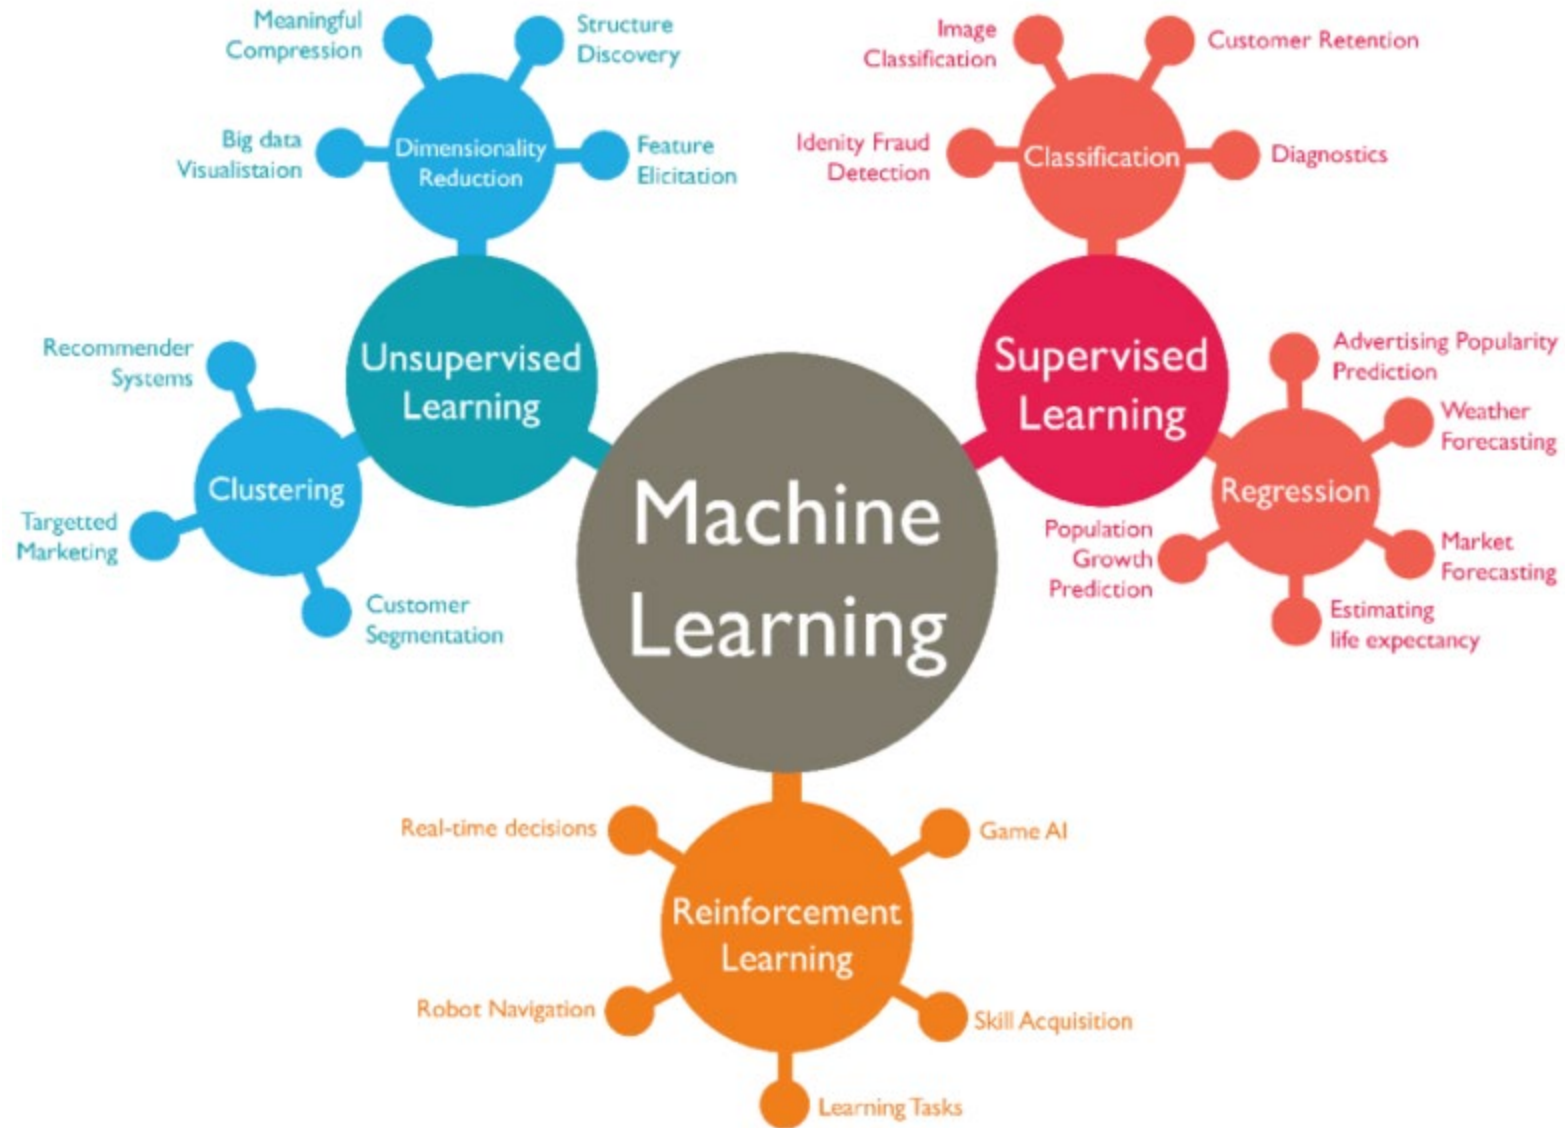 Meaningful
Compression
Structure
Discovery
Big data
Visualistaion
Dimensionality
Reduction
Feature
Elicitation
Image
Classification
Customer Retention
Idenity Fraud
Detection
Classification
Diagnostics
Unsupervised
Learning
Recommender
Systems
Clustering
Targetted
Marketing
Customer
Segmentation
Supervised
Learning
Advertising Popularity
Prediction
Weather
Forecasting
Regression
Population
Growth
Prediction
Market
Forecasting
Estimating
life expectancy
Machine
Learning
Real-time decisions
Game AI
Reinforcement
Learning
Robot Navigation
Skill Acquisition
Learning Tasks